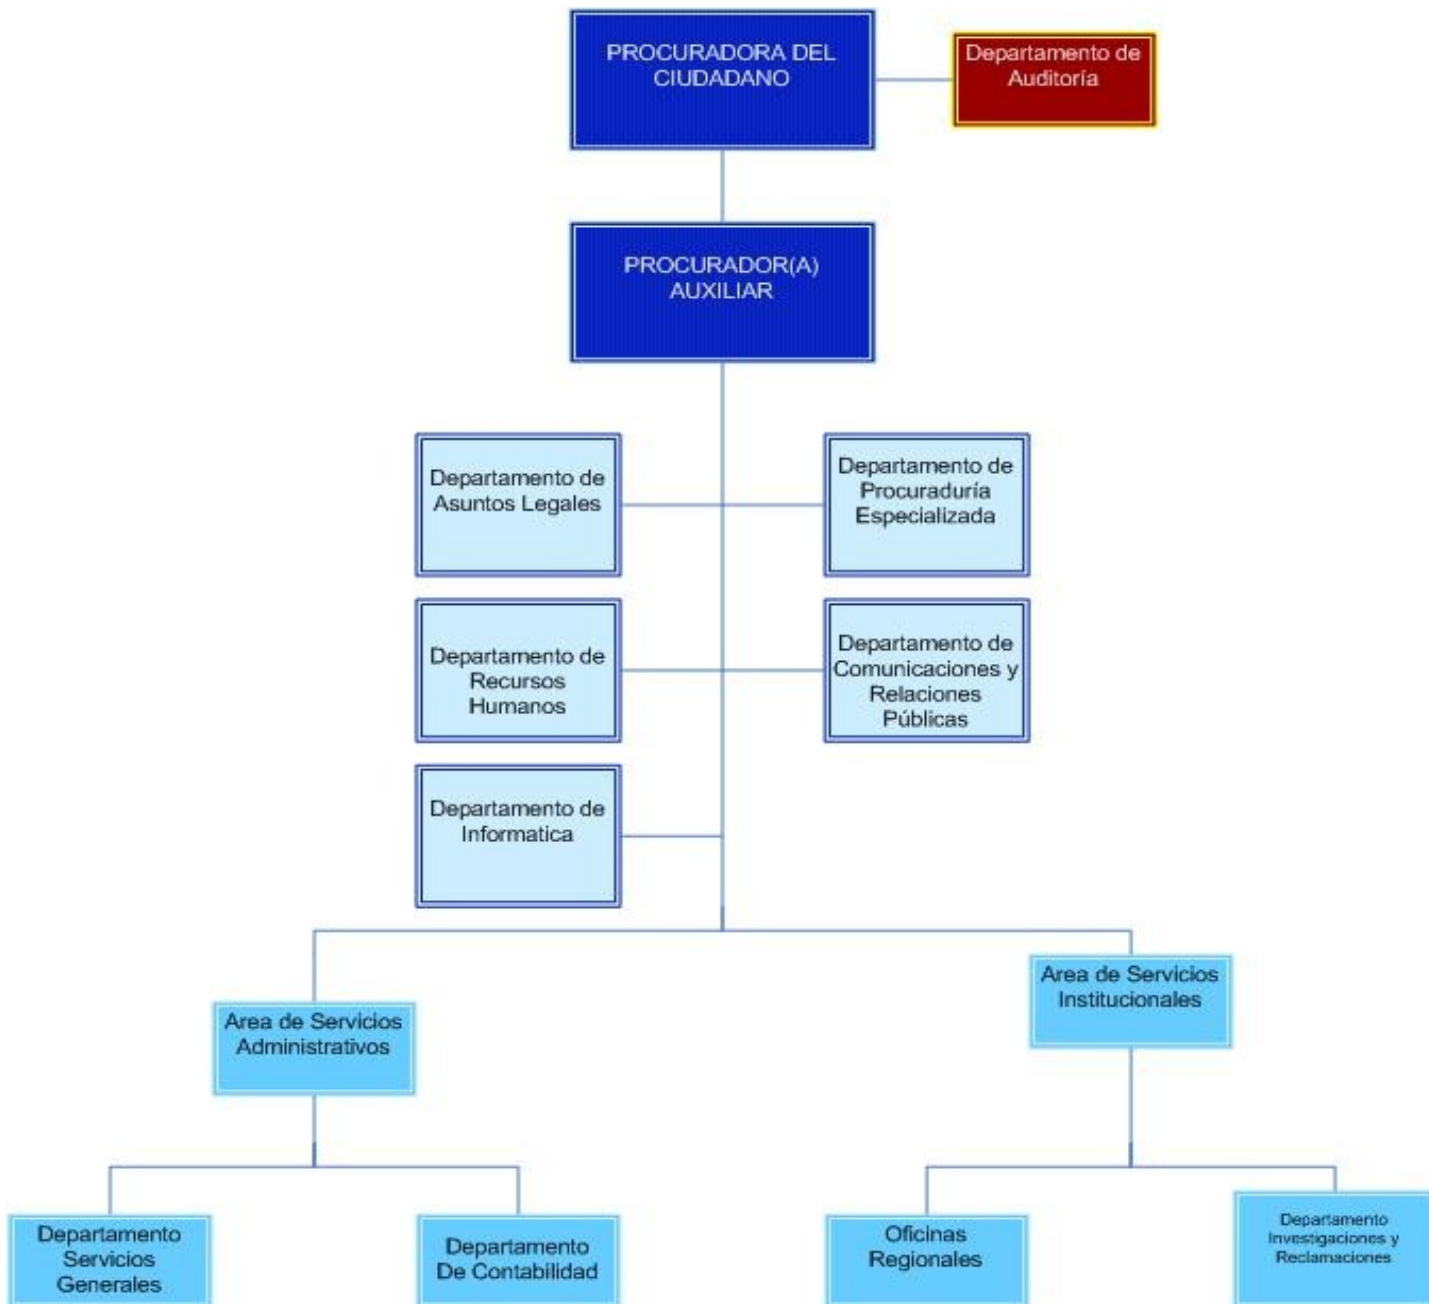 PROCURADORA DEL
CIUDADANO
Departamento de
Auditoría
PROCURADOR(A)
AUXILIAR
Departamento de
Asuntos Legales
Departamento de
Procuraduría
Especializada
Departamento de
Recursos
Humanos
Departamento de
Comunicaciones y
Relaciones
Públicas
Departamento de
Informatica
Area de Servicios
Administrativos
Area de Servicios
Institucionales
Departamento
Servicios
Generales
Departamento
De Contabilidad
Oficinas
Regionales
Departamento
Investigaciones y
Reclamaciones